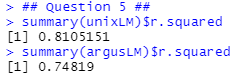 > ## Question 5 ##
> summary(unixLM)$r.squared
[1] 0.8105151
> summary(argusLM)$r.squared
[1] 0.74819